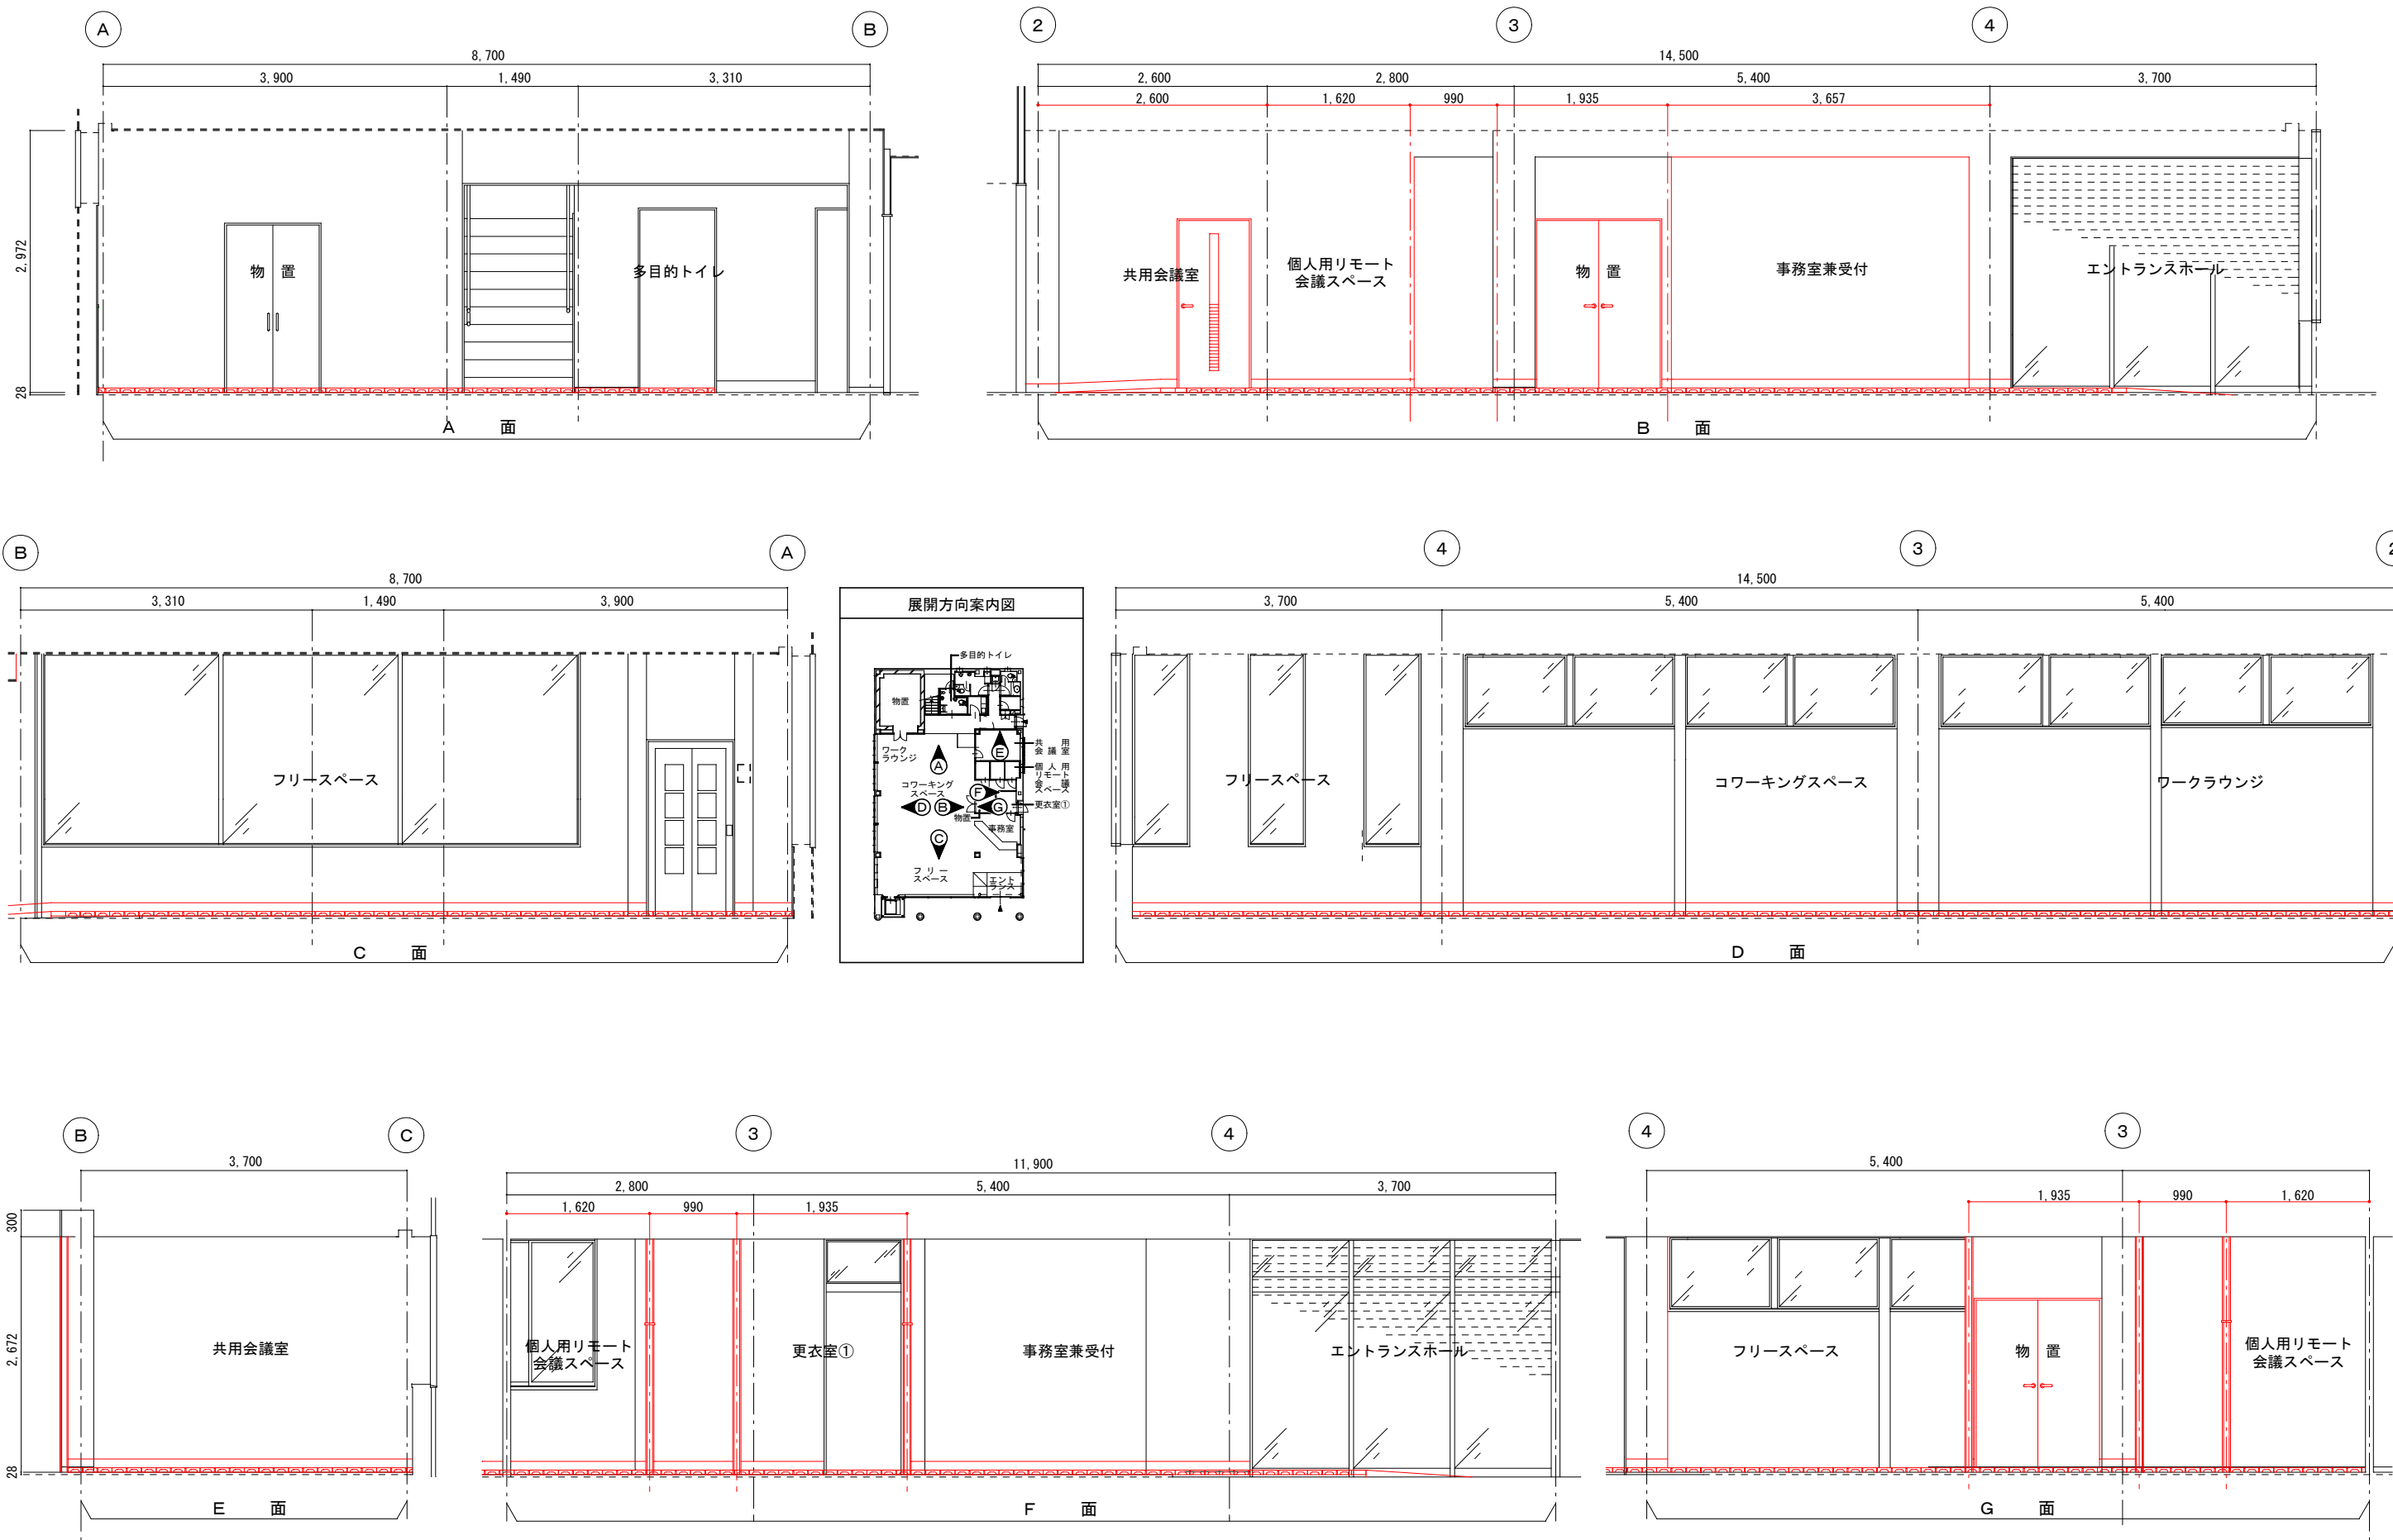 A
B
8,700
3,900
1,490
3,310
2,972
28
物　置
多目的トイレ
A　面
2
3
4
14,500
2,600
2,800
5,400
3,700
2,600
1,620
990
1,935
3,657
共用会議室
個人用リモート
会議スペース
物　置
事務室兼受付
エントランスホール
B　面
B
A
8,700
3,310
1,490
3,900
フリースペース
C　面
展開方向案内図
多目的トイレ
物置
ワーク
ラウンジ
共用
会議室
個人用
リモート
会議
スペース
コワーキング
スペース
更衣室①
物置
事務室
フリー
スペース
エント
ランス
A
B
C
D
E
F
G
4
3
2
14,500
3,700
5,400
5,400
フリースペース
コワーキングスペース
ワークラウンジ
D　面
B
C
3,700
300
2,672
28
共用会議室
E　面
3
4
11,900
2,800
5,400
3,700
1,620
990
1,935
個人用リモート
会議スペース
更衣室①
事務室兼受付
エントランスホール
F　面
4
3
5,400
1,935
990
1,620
フリースペース
物　置
個人用リモート
会議スペース
G　面